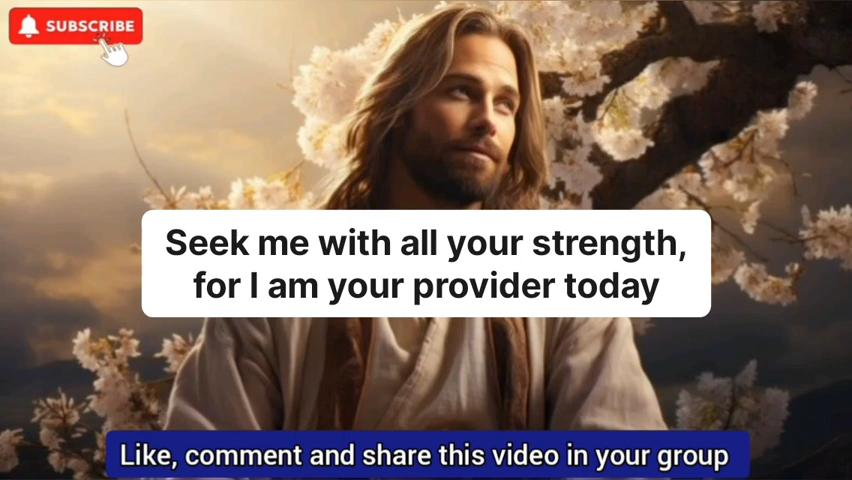 SUBSCRIBE
Seek me with all your strength,
for I am your provider today
Like, comment and share this video in your group